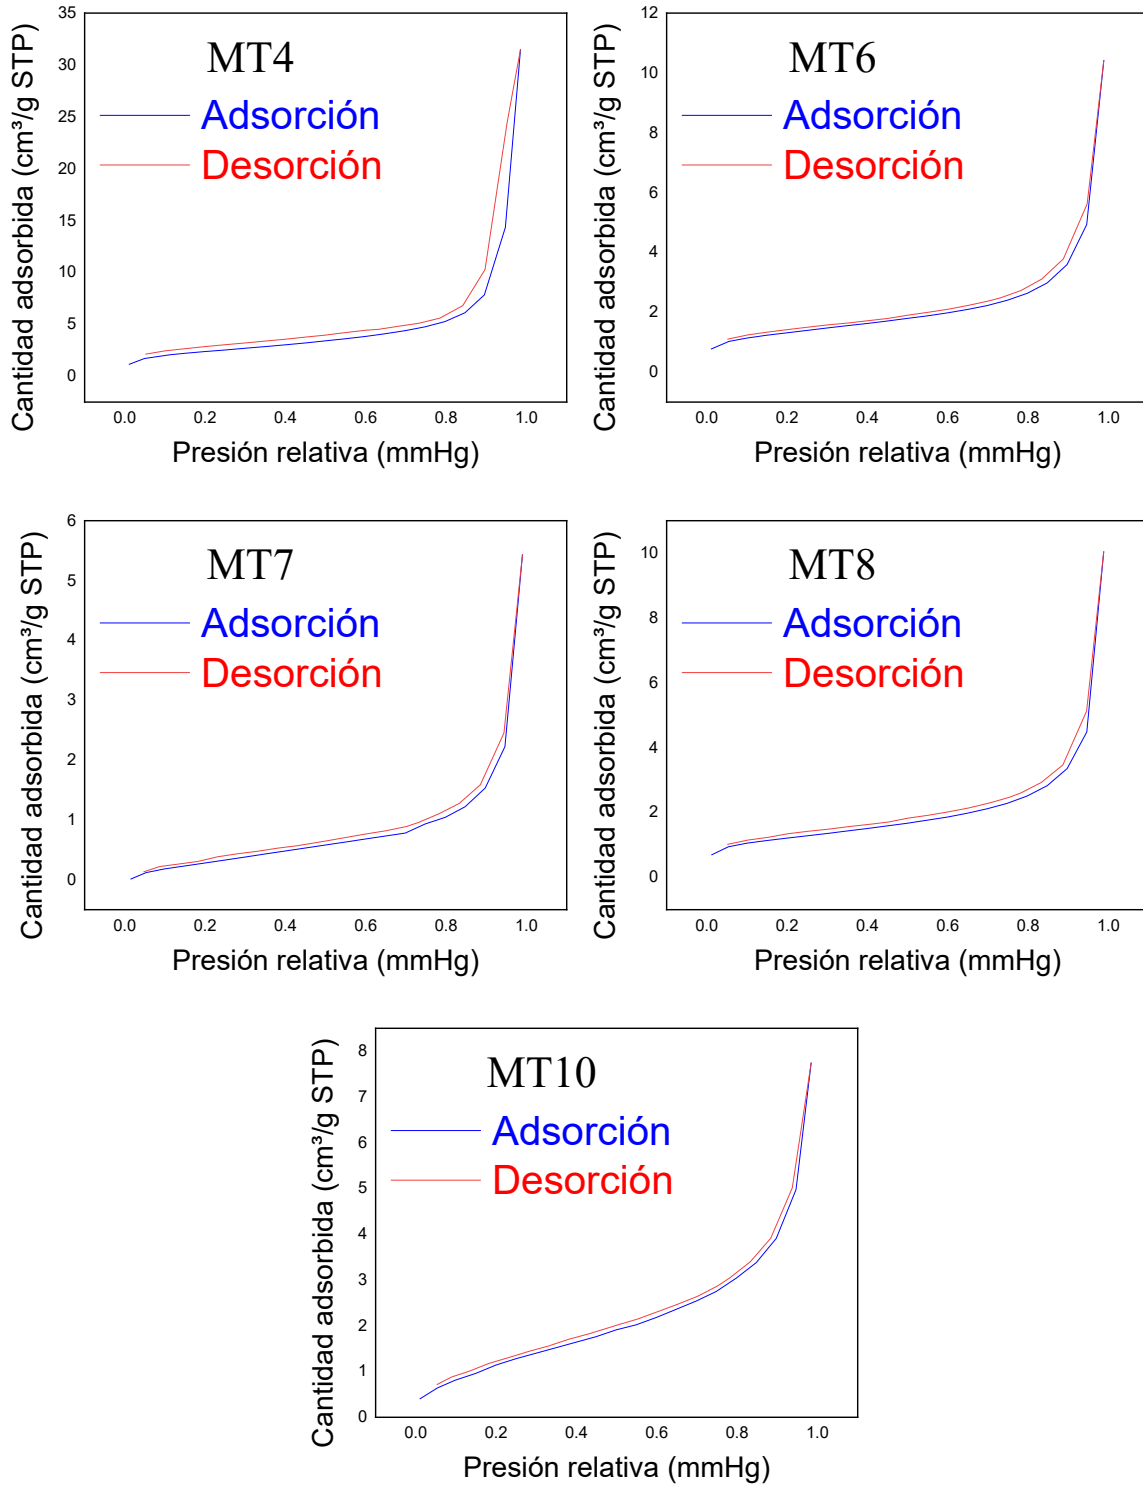 MT4
Adsorción
Desorción
Cantidad adsorbida (cm³/g STP)
35
30
25
20
15
10
5
0
0.0 0.2 0.4 0.6 0.8 1.0
Presión relativa (mmHg)
MT6
Adsorción
Desorción
Cantidad adsorbida (cm³/g STP)
12
10
8
6
4
2
0
0.0 0.2 0.4 0.6 0.8 1.0
Presión relativa (mmHg)
MT7
Adsorción
Desorción
Cantidad adsorbida (cm³/g STP)
6
5
4
3
2
1
0
0.0 0.2 0.4 0.6 0.8 1.0
Presión relativa (mmHg)
MT8
Adsorción
Desorción
Cantidad adsorbida (cm³/g STP)
10
8
6
4
2
0
0.0 0.2 0.4 0.6 0.8 1.0
Presión relativa (mmHg)
MT10
Adsorción
Desorción
Cantidad adsorbida (cm³/g STP)
8
7
6
5
4
3
2
1
0
0.0 0.2 0.4 0.6 0.8 1.0
Presión relativa (mmHg)